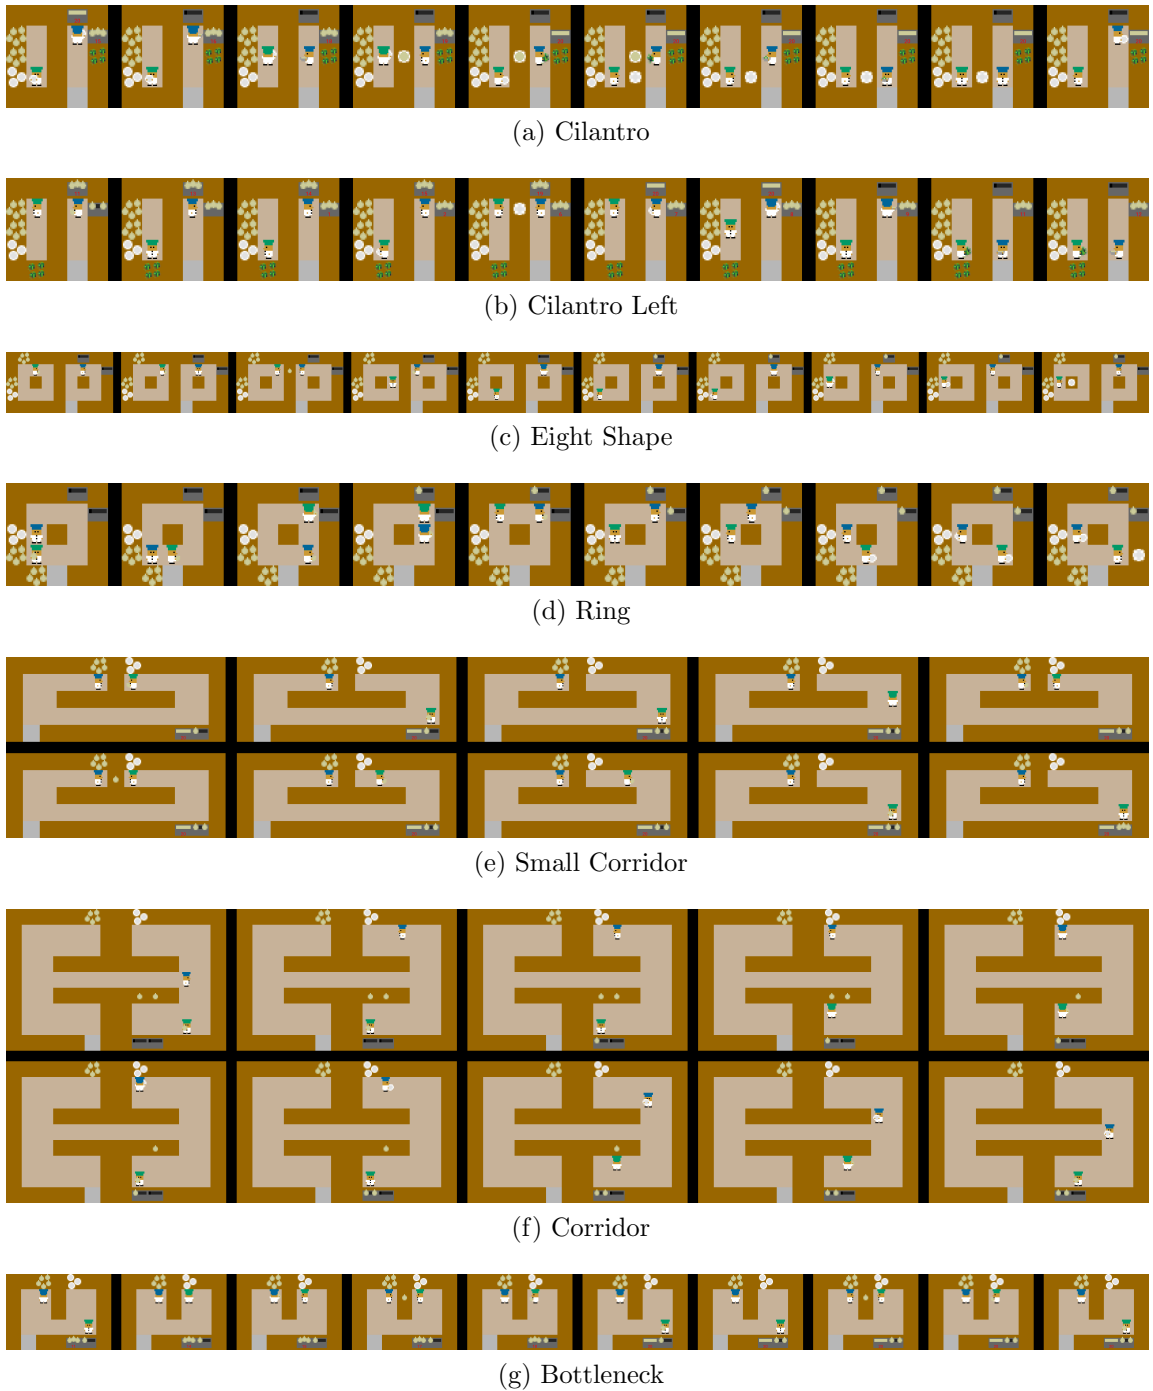 (a) Cilantro
(b) Cilantro Left
(c) Eight Shape
(d) Ring
(e) Small Corridor
(f) Corridor
(g) Bottleneck